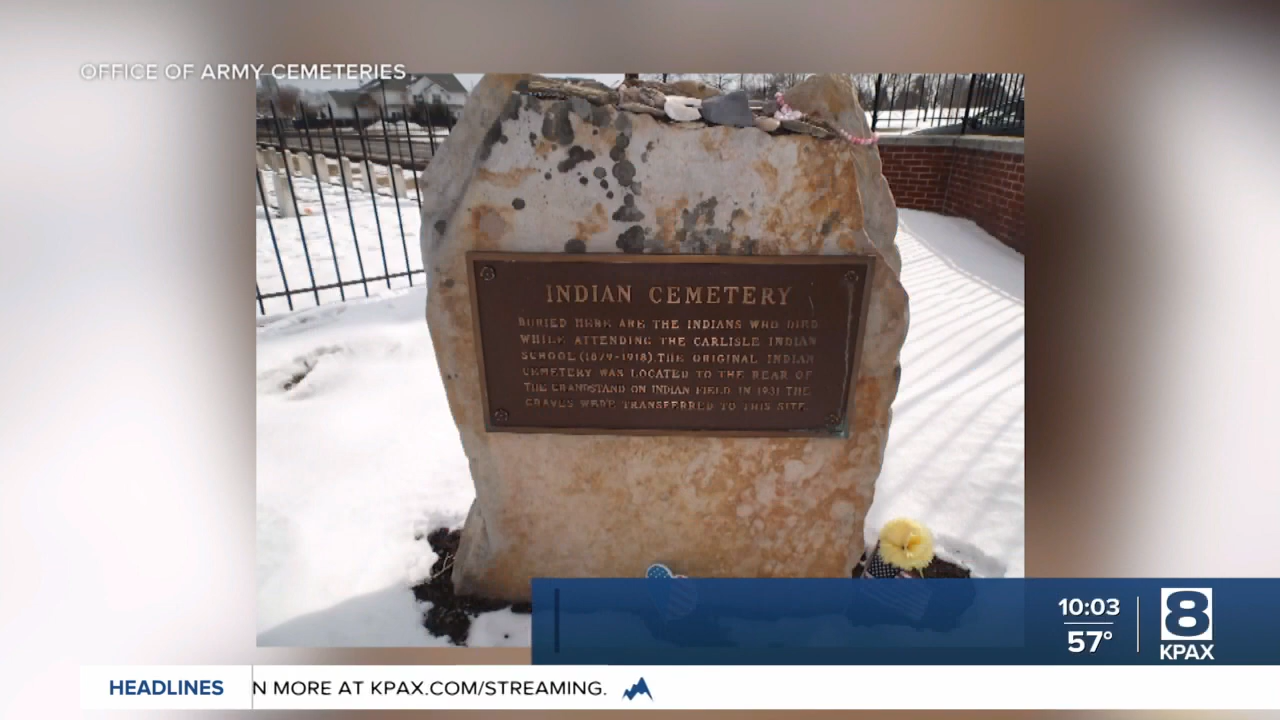 OFFICE OF ARMY CEMETERIES
INDIAN CEMETERY
BURIED HERE ARE THE INDIANS WHO DIED
WHILE ATTENDING THE CARLISLE INDIAN
SCHOOL (1879-1918). THE ORIGINAL INDIAN
CEMETERY WAS LOCATED TO THE REAR OF
THE GRANDSTAND ON INDIAN FIELD. IN 1931 THE
GRAVES WERE TRANSFERRED TO THIS SITE.
10:03
57°
8
KPAX
HEADLINES
N MORE AT KPAX.COM/STREAMING.